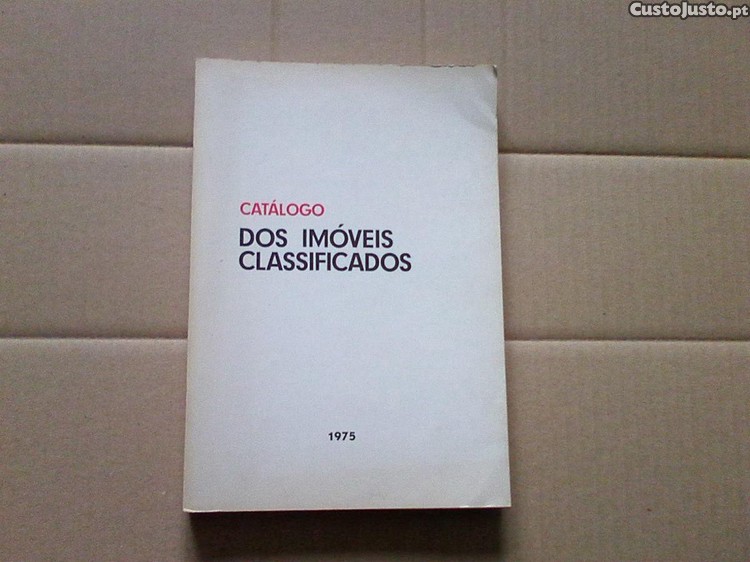 CustoJusto.pt
CATÁLOGO
DOS IMÓVEIS
CLASSIFICADOS
1975